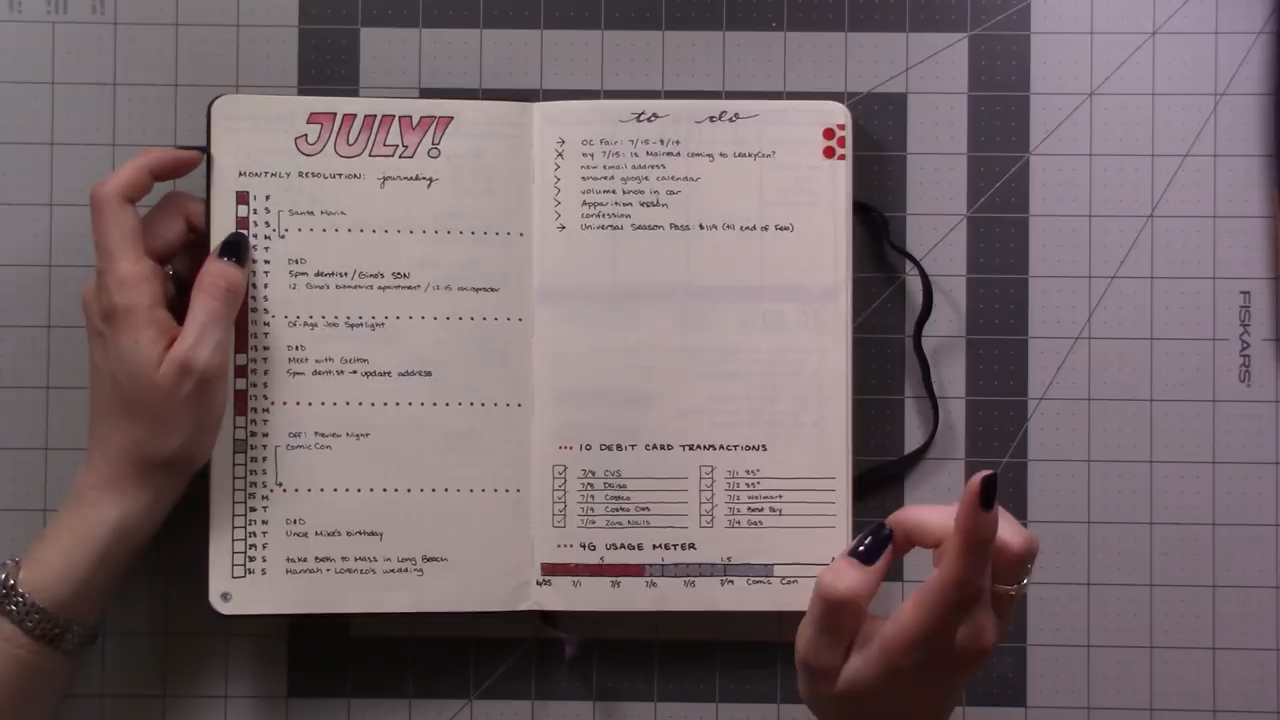 JULY!
MONTHLY RESOLUTION: journaling
1 F
2 S Santa Maria
3 S
4 M
5 T
6 W D&D
7 T 5pm dentist / Gino's SSN
8 F 12: Gino's biometrics apointment / 12:15 chiropractor
9 S
10 S
11 M Of-Age Job Spotlight
12 T
13 W D&D
14 T Meet with Gelton
15 F 5pm dentist → update address
16 S
17 S
18 M
19 T
20 W Off! Preview Night
21 T Comic Con
22 F
23 S
24 S
25 M
26 T
27 W D&D
28 T Uncle Mike's birthday
29 F
30 S take Beth to Mass in Long Beach
31 S Hannah + Lorenzo's wedding
to do
→ OC Fair: 7/15-8/14
by 7/15: Is Mairead coming to LeakyCon?
> new email address
> shared google calendar
> volume knob in car
> Apparition lesson
> confession
→ Universal Season Pass: $119 (til end of Feb)
10 DEBIT CARD TRANSACTIONS
7/8 CVS
7/8 Daiso
7/9 Costco
7/9 Costco Gas
7/16 Zara Nails
7/1 35°
7/2 35°
7/2 Walmart
7/2 Best Buy
7/4 Gas
4G USAGE METER
.5 1 1.5
6/25 7/1 7/5 7/10 7/15 7/19 Comic Con
FISKARS